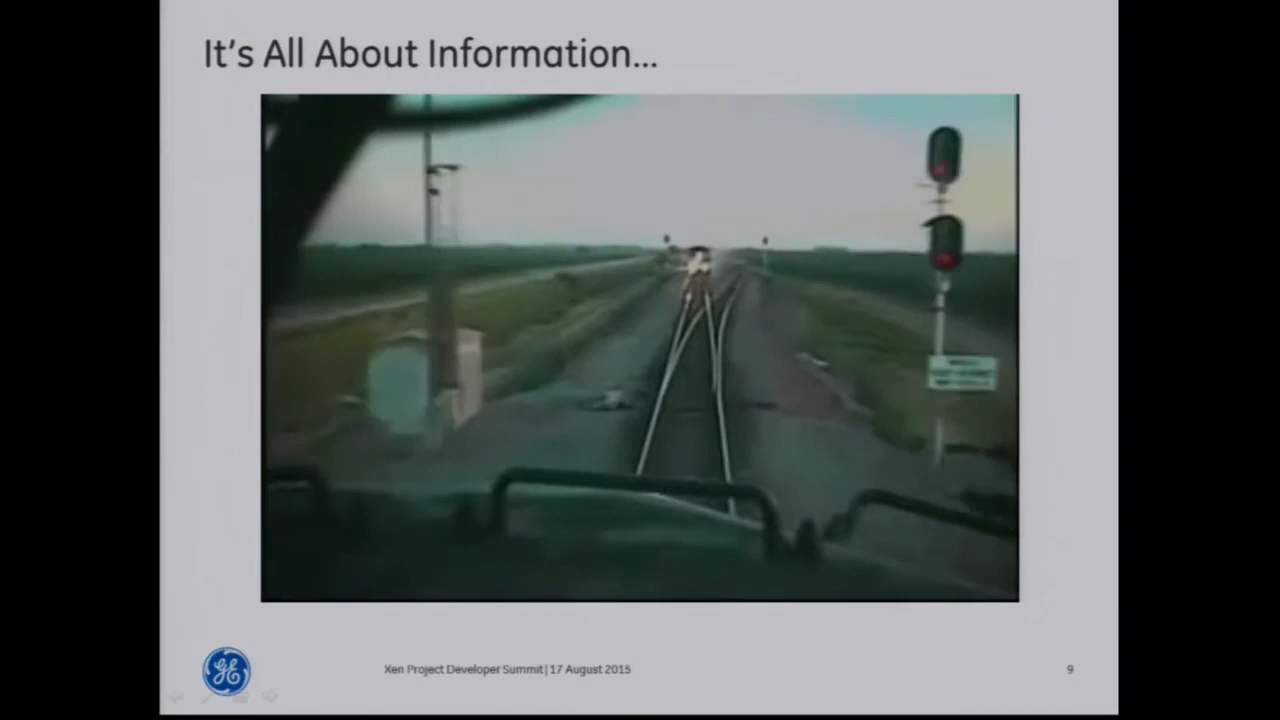 It's All About Information...
Xen Project Developer Summit | 17 August 2015
9